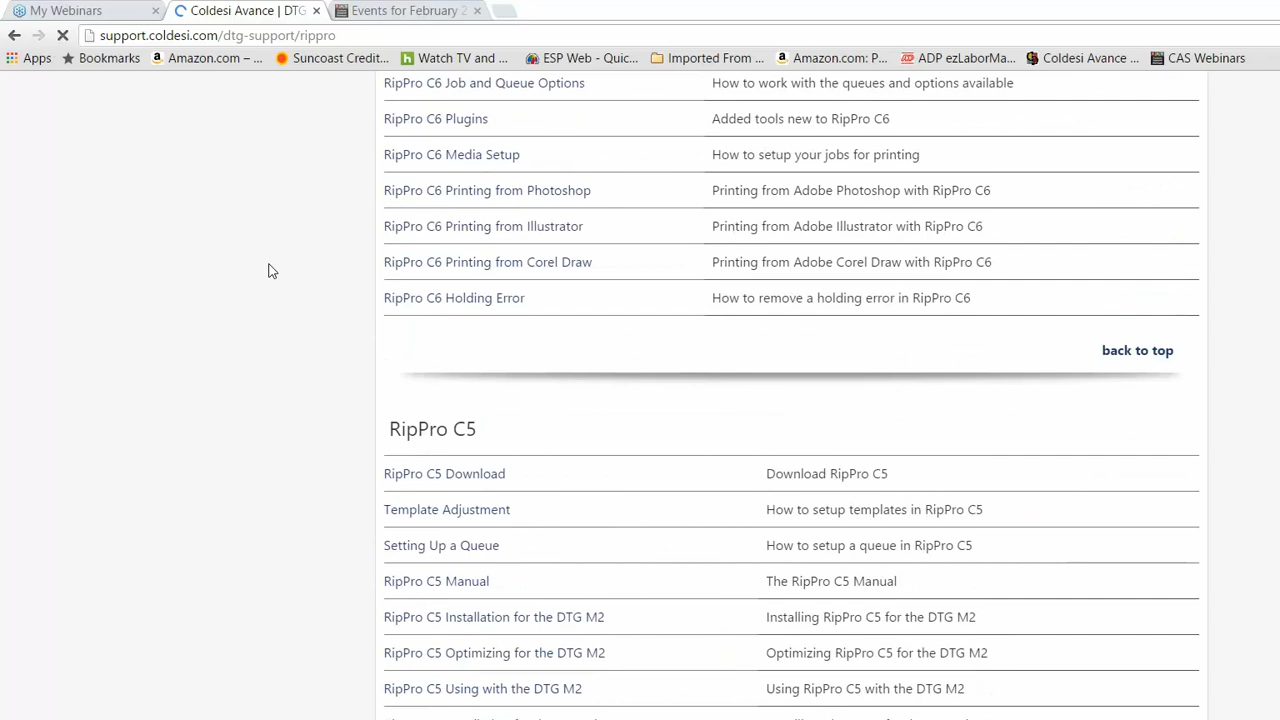 My Webinars
Coldesi Avance | DTG
Events for February 2
support.coldesi.com/dtg-support/rippro
Apps Bookmarks Amazon.com – ... Suncoast Credit... Watch TV and ... ESP Web - Quic... Imported From ... Amazon.com: P... ADP ezLaborMa... Coldesi Avance ... CAS Webinars
RipPro C6 Job and Queue Options How to work with the queues and options available
RipPro C6 Plugins Added tools new to RipPro C6
RipPro C6 Media Setup How to setup your jobs for printing
RipPro C6 Printing from Photoshop Printing from Adobe Photoshop with RipPro C6
RipPro C6 Printing from Illustrator Printing from Adobe Illustrator with RipPro C6
RipPro C6 Printing from Corel Draw Printing from Adobe Corel Draw with RipPro C6
RipPro C6 Holding Error How to remove a holding error in RipPro C6
back to top
RipPro C5
RipPro C5 Download Download RipPro C5
Template Adjustment How to setup templates in RipPro C5
Setting Up a Queue How to setup a queue in RipPro C5
RipPro C5 Manual The RipPro C5 Manual
RipPro C5 Installation for the DTG M2 Installing RipPro C5 for the DTG M2
RipPro C5 Optimizing for the DTG M2 Optimizing RipPro C5 for the DTG M2
RipPro C5 Using with the DTG M2 Using RipPro C5 with the DTG M2